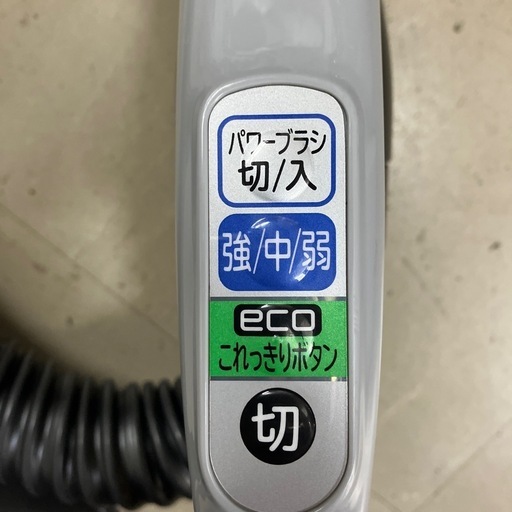 パワーブラシ
切/入
強/中/弱
eco
これっきりボタン
切